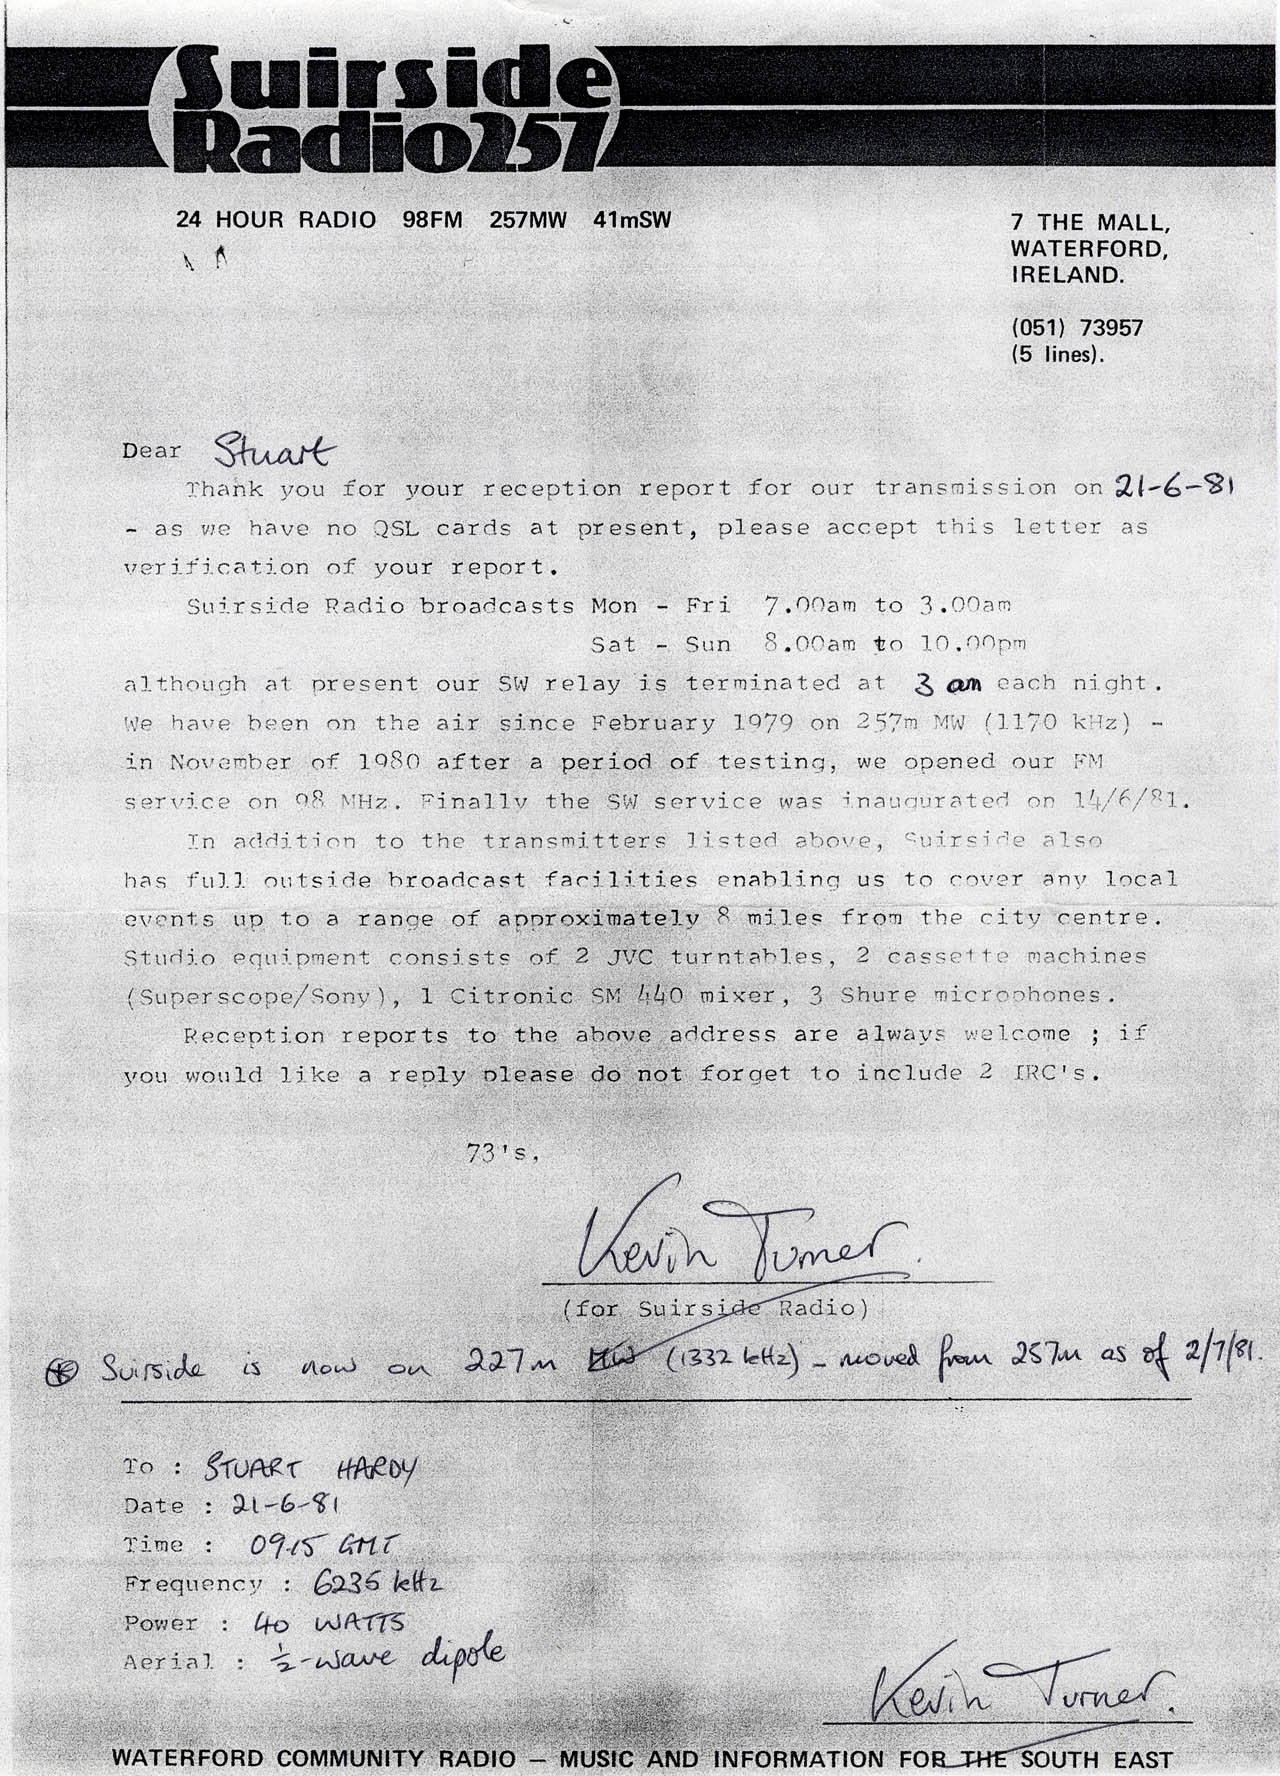 Suirside
Radio257
24 HOUR RADIO 98FM 257MW 41mSW
7 THE MALL,
WATERFORD,
IRELAND.
(051) 73957
(5 lines).
Dear Stuart
Thank you for your reception report for our transmission on 21-6-81
- as we have no QSL cards at present, please accept this letter as
verification of your report.
Suirside Radio broadcasts Mon - Fri 7.00am to 3.00am
Sat - Sun 8.00am to 10.00pm
although at present our SW relay is terminated at 3 am each night.
We have been on the air since February 1979 on 257m MW (1170 kHz) -
in November of 1980 after a period of testing, we opened our FM
service on 98 MHz. Finally the SW service was inaugurated on 14/6/81.
In addition to the transmitters listed above, Suirside also
has full outside broadcast facilities enabling us to cover any local
events up to a range of approximately 8 miles from the city centre.
Studio equipment consists of 2 JVC turntables, 2 cassette machines
(Superscope/Sony), 1 Citronic SM 440 mixer, 3 Shure microphones.
Reception reports to the above address are always welcome ; if
you would like a reply please do not forget to include 2 IRC's.
73's,
Kevin Turner.
(for Suirside Radio)
Suirside is now on 227m MW (1332 kHz) - moved from 257m as of 2/7/81.
To : STUART HARDY
Date : 21-6-81
Time : 0915 GMT
Frequency : 6235 kHz
Power : 40 WATTS
Aerial : ½-wave dipole
Kevin Turner.
WATERFORD COMMUNITY RADIO – MUSIC AND INFORMATION FOR THE SOUTH EAST